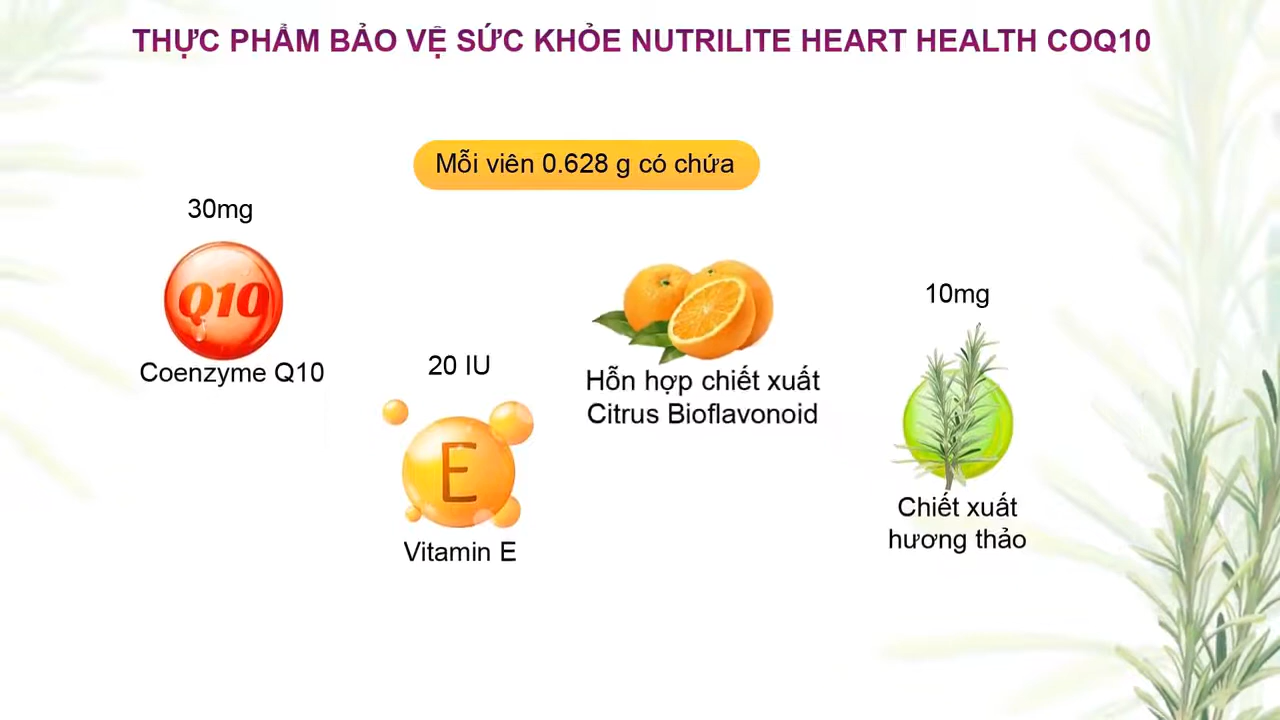 THỰC PHẨM BẢO VỆ SỨC KHỎE NUTRILITE HEART HEALTH COQ10
Mỗi viên 0.628 g có chứa
30mg
Q10
Coenzyme Q10
20 IU
E
Vitamin E
Hỗn hợp chiết xuất
Citrus Bioflavonoid
10mg
Chiết xuất
hương thảo